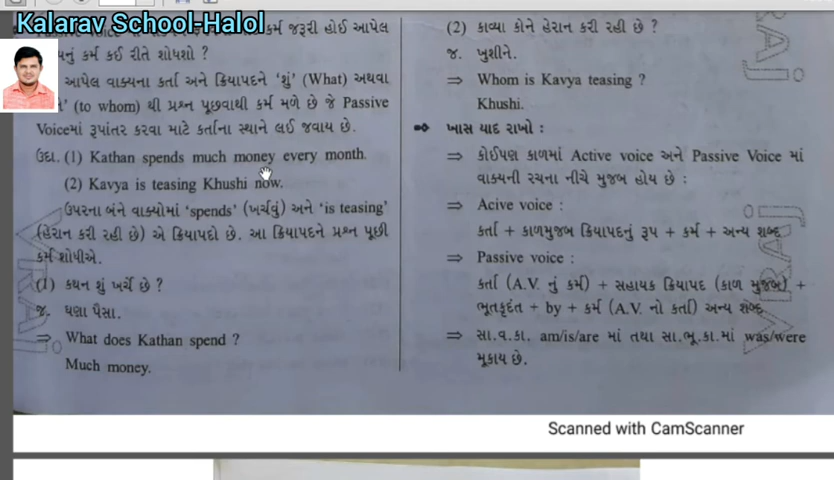 Kalarav School-Halol
કર્મ જરૂરી હોઈ આપેલ
નું કર્મ કઈ રીતે શોધશો ?
આપેલ વાક્યના કર્તા અને ક્રિયાપદને ‘શું’ (What) અથવા
(to whom) થી પ્રશ્ન પૂછવાથી કર્મ મળે છે જે Passive
Voiceમાં રૂપાંતર કરવા માટે કર્તાના સ્થાને લઈ જવાય છે.
ઉદા. (1) Kathan spends much money every month.
(2) Kavya is teasing Khushi now.
ઉપરના બંને વાક્યોમાં ‘spends’ (ખર્ચવું) અને ‘is teasing’
(હેરાન કરી રહી છે) એ ક્રિયાપદો છે. આ ક્રિયાપદને પ્રશ્ન પૂછી
કર્મ શોધીએ.
(1) કથન શું ખર્ચે છે ?
જ. ઘણા પૈસા.
⇒ What does Kathan spend ?
Much money.
(2) કાવ્યા કોને હેરાન કરી રહી છે ?
જ. ખુશીને.
⇒ Whom is Kavya teasing ?
Khushi.
ખાસ યાદ રાખો :
⇒ કોઈપણ કાળમાં Active voice અને Passive Voice માં
વાક્યની રચના નીચે મુજબ હોય છે :
⇒ Acive voice :
કર્તા + કાળમુજબ ક્રિયાપદનું રૂપ + કર્મ + અન્ય શબ્દ
⇒ Passive voice :
કર્તા (A.V. નું કર્મ) + સહાયક ક્રિયાપદ (કાળ મુજબ) +
ભૂતકૃદંત + by + કર્મ (A.V. નો કર્તા) અન્ય શબ્દ
⇒ સા.વ.કા. am/is/are માં તથા સા.ભૂ.કા.માં was/were
મૂકાય છે.
Scanned with CamScanner